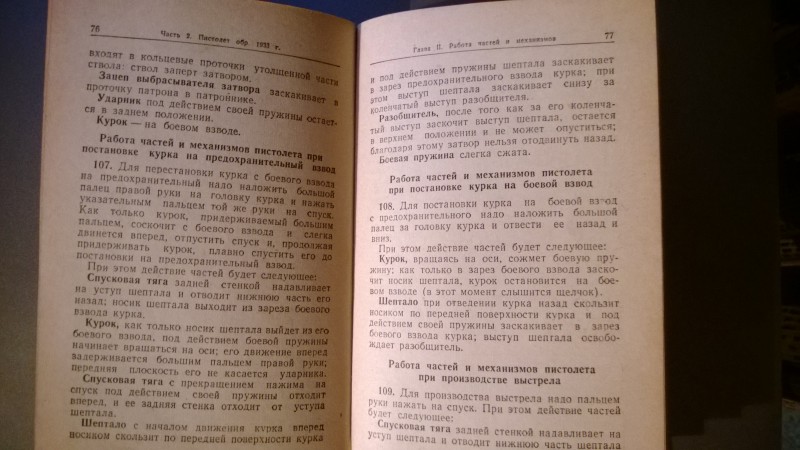 76
Часть 2. Пистолет обр. 1933 г.
входит в кольцевые проточки утолщенной части
ствола: ствол заперт затвором.
Зацеп выбрасывателя затвора заскакивает в
проточку патрона в патроннике.
Ударник под действием своей пружины остает-
ся в заднем положении.
Курок — на боевом взводе.
Работа частей и механизмов пистолета при
постановке курка на предохранительный взвод
107. Для перестановки курка с боевого взвода
на предохранительный надо наложить большой
палец правой руки на головку курка и нажать
указательным пальцем той же руки на спуск.
Как только курок, придерживаемый большим
пальцем, соскочит с боевого взвода и слегка
двинется вперед, отпустить спуск и, продолжая
придерживать курок, плавно спустить его до
постановки на предохранительный взвод.
При этом действие частей будет следующее:
Спусковая тяга задней стенкой надавливает
на уступ шептала и отводит нижнюю часть его
назад; носик шептала выходит из зареза боевого
взвода курка.
Курок, как только носик шептала выйдет из его
боевого взвода, под действием боевой пружины
начинает вращаться на оси; его движение вперед
задерживается большим пальцем правой руки;
передняя плоскость его не касается ударника.
Спусковая тяга с прекращением нажима на
спуск под действием своей пружины отходит
вперед, и ее задняя стенка отходит от уступа
шептала.
Шептало с началом движения курка вперед
носиком скользит по передней поверхности курка
Глава II. Работа частей и механизмов
77
и под действием пружины шептала заскакивает
в зарез предохранительного взвода курка; при
этом выступ шептала заскакивает снизу за
коленчатый выступ разобщителя.
Разобщитель, после того как за его коленча-
тый выступ заскочит выступ шептала, остается
в верхнем положении и не может опуститься;
благодаря этому затвор нельзя отодвинуть назад.
Боевая пружина слегка сжата.
Работа частей и механизмов пистолета
при постановке курка на боевой взвод
108. Для постановки курка на боевой взвод
с предохранительного надо наложить большой
палец за головку курка и отвести ее назад и
вниз.
При этом действие частей будет следующее:
Курок, вращаясь на оси, сожмет боевую пру-
жину; как только в зарез боевого взвода заско-
чит носик шептала, курок остановится на бое-
вом взводе (в этот момент слышится щелчок).
Шептало при отведении курка назад скользит
носиком по передней поверхности курка и под
действием своей пружины заскакивает в зарез
боевого взвода курка; выступ шептала освобо-
ждает разобщитель.
Работа частей и механизмов пистолета
при производстве выстрела
109. Для производства выстрела надо пальцем
руки нажать на спуск. При этом действие частей
будет следующее:
Спусковая тяга задней стенкой надавливает на
уступ шептала и отводит нижнюю часть шептала